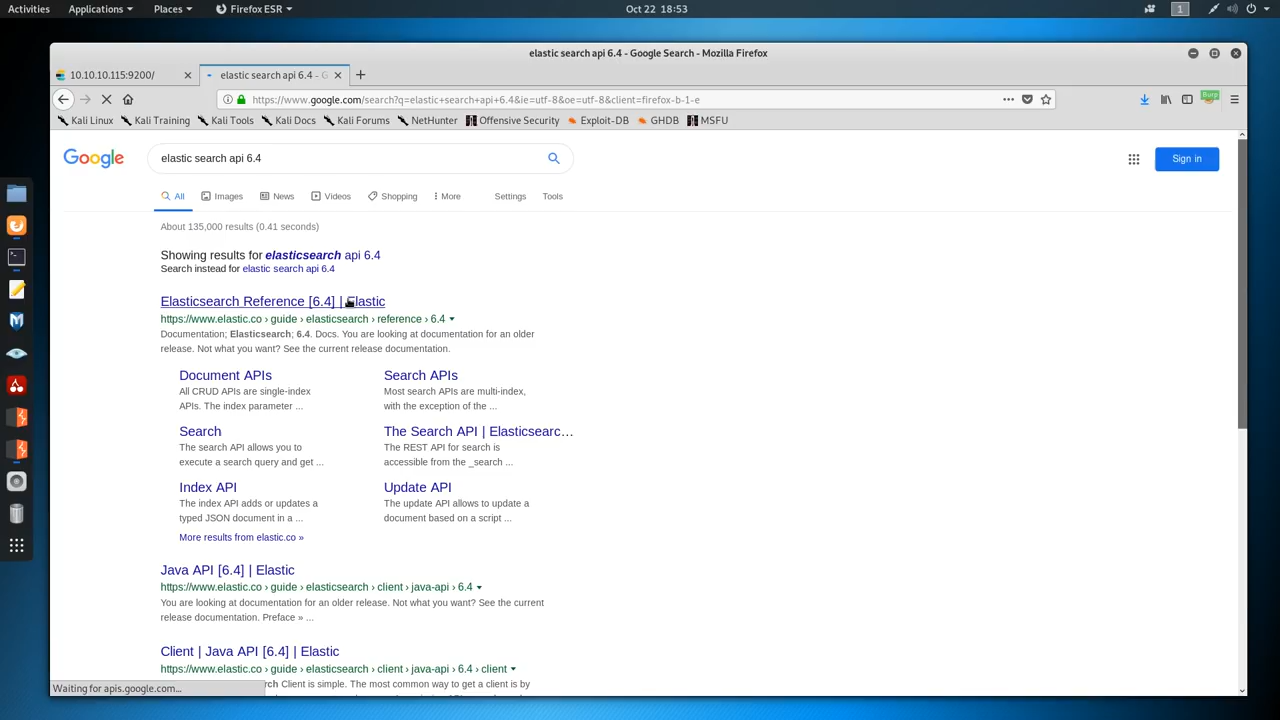 Activities Applications Places Firefox ESR Oct 22 18:53 1
elastic search api 6.4 - Google Search - Mozilla Firefox
10.10.10.115:9200/ elastic search api 6.4 - G
https://www.google.com/search?q=elastic+search+api+6.4&ie=utf-8&oe=utf-8&client=firefox-b-1-e Burp
Kali Linux Kali Training Kali Tools Kali Docs Kali Forums NetHunter Offensive Security Exploit-DB GHDB MSFU
Google elastic search api 6.4 Sign in
All Images News Videos Shopping More Settings Tools
About 135,000 results (0.41 seconds)
Showing results for elasticsearch api 6.4
Search instead for elastic search api 6.4
Elasticsearch Reference [6.4] | Elastic
https://www.elastic.co › guide › elasticsearch › reference › 6.4
Documentation; Elasticsearch; 6.4. Docs. You are looking at documentation for an older
release. Not what you want? See the current release documentation.
Document APIs
All CRUD APIs are single-index
APIs. The index parameter ...
Search APIs
Most search APIs are multi-index,
with the exception of the ...
Search
The search API allows you to
execute a search query and get ...
The Search API | Elasticsearc…
The REST API for search is
accessible from the _search ...
Index API
The index API adds or updates a
typed JSON document in a ...
Update API
The update API allows to update a
document based on a script ...
More results from elastic.co »
Java API [6.4] | Elastic
https://www.elastic.co › guide › elasticsearch › client › java-api › 6.4
You are looking at documentation for an older release. Not what you want? See the current
release documentation. Preface » ...
Client | Java API [6.4] | Elastic
https://www.elastic.co › guide › elasticsearch › client › java-api › 6.4 › client
rch Client is simple. The most common way to get a client is by
Waiting for apis.google.com...